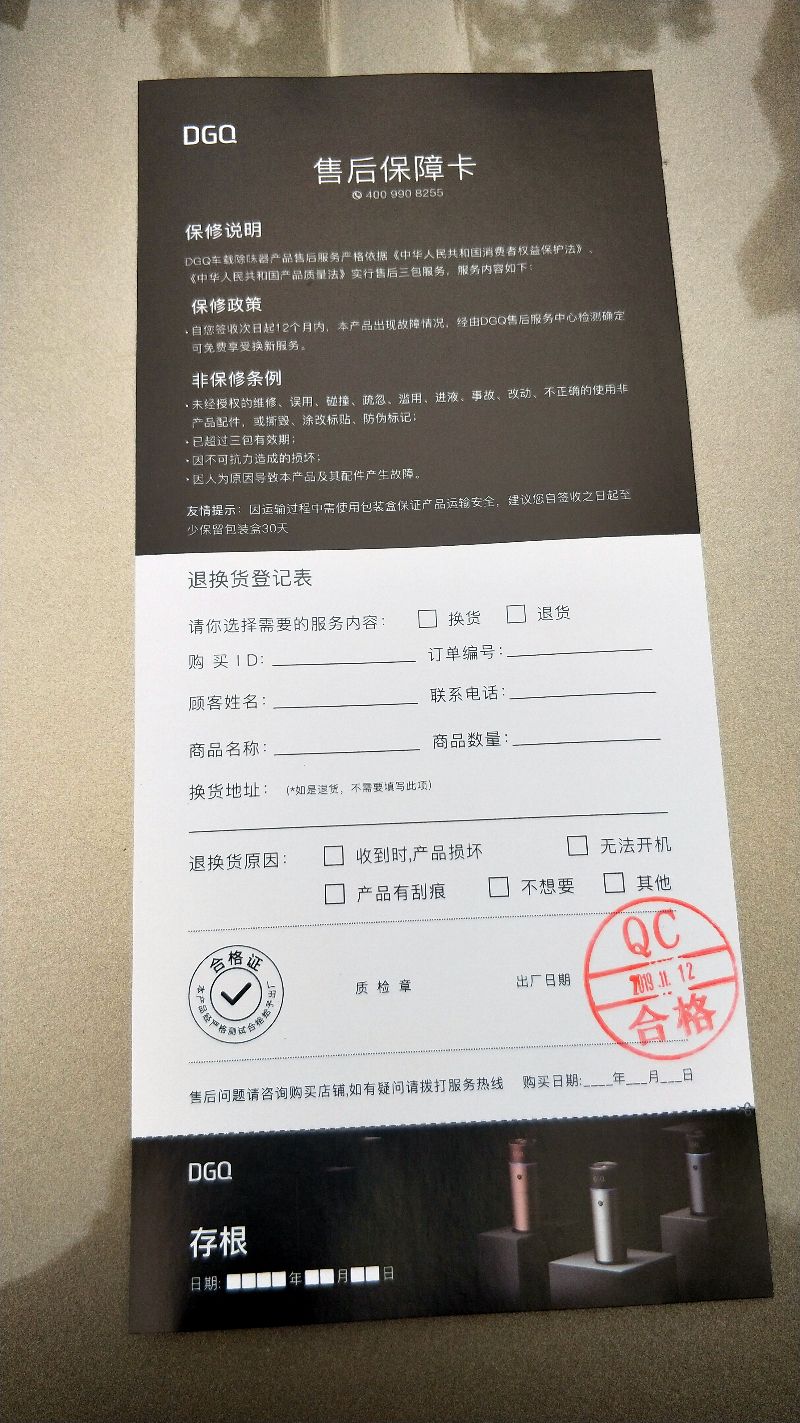 DGQ
售后保障卡
400 990 8255
保修说明
DGQ车载除味器产品售后服务严格依据《中华人民共和国消费者权益保护法》、
《中华人民共和国产品质量法》实行售后三包服务，服务内容如下：
保修政策
·自您签收次日起12个月内，本产品出现故障情况，经由DGQ售后服务中心检测确定
可免费享受换新服务。
非保修条例
·未经授权的维修、误用、碰撞、疏忽、滥用、进液、事故、改动、不正确的使用非
产品配件，或撕毁、涂改标贴、防伪标记；
·已超过三包有效期；
·因不可抗力造成的损坏；
·因人为原因导致本产品及其配件产生故障。
友情提示：因运输过程中需使用包装盒保证产品运输安全，建议您自签收之日起至
少保留包装盒30天
退换货登记表
请你选择需要的服务内容： 换货 退货
购 买 I D： 订单编号：
顾客姓名： 联系电话：
商品名称： 商品数量：
换货地址： (*如是退货，不需要填写此项)
退换货原因： 收到时,产品损坏 无法开机
产品有刮痕 不想要 其他
合格证
本产品经严格测试合格给予出厂
质 检 章
出厂日期
QC
2019.11.12
合格
售后问题请咨询购买店铺,如有疑问请拨打服务热线 购买日期:____年___月___日
DGQ
存根
日期: 年 月 日